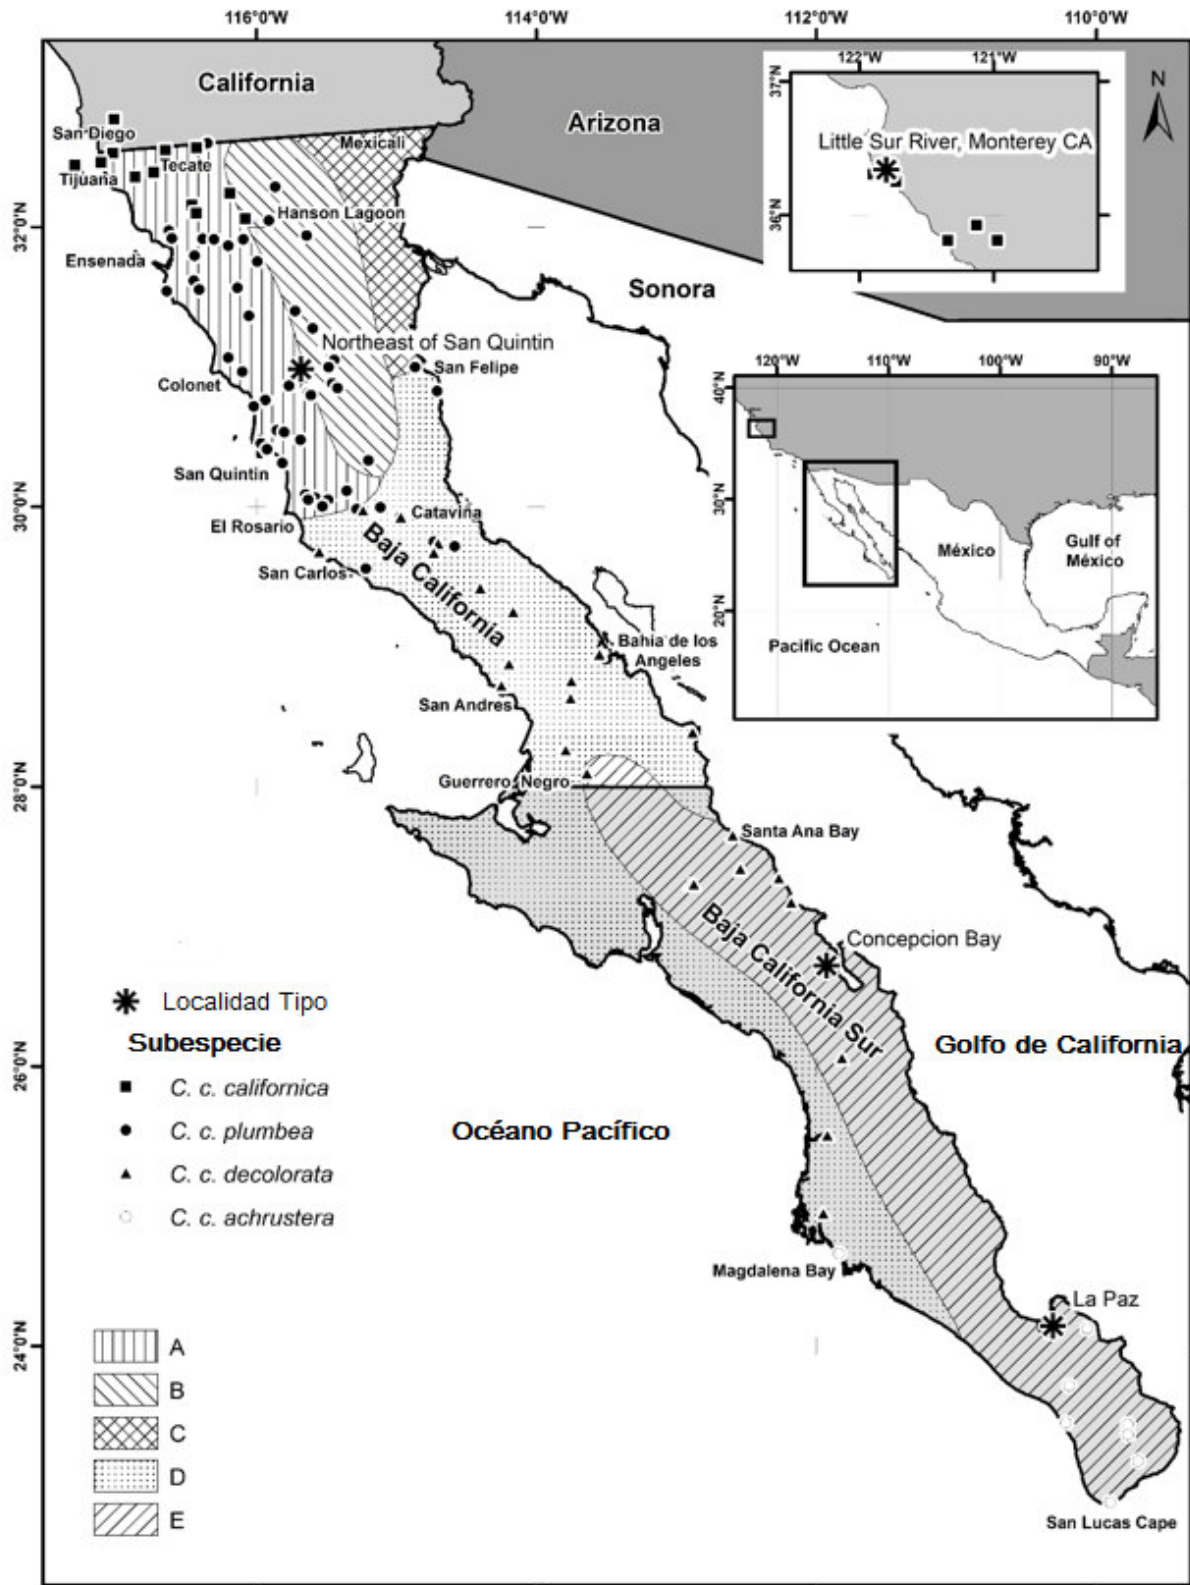 116°0'W 114°0'W 112°0'W 110°0'W
California
Arizona
122°W 121°W
37°N
36°N
Little Sur River, Monterey CA
N
San Diego
Mexicali
Tecate
Tijuana
Hanson Lagoon
32°0'N
Ensenada
Sonora
Northeast of San Quintin
San Felipe
Colonet
120°W 110°W 100°W 90°W
40°N
30°N
20°N
México
Gulf of
México
Pacific Ocean
San Quintin
30°0'N
El Rosario
Cataviña
San Carlos
Baja California
Bahia de los
Angeles
San Andres
Guerrero Negro
28°0'N
Santa Ana Bay
Baja California Sur
Concepcion Bay
Localidad Tipo
Subespecie
C. c. californica
C. c. plumbea
C. c. decolorata
C. c. achrustera
Golfo de California
26°0'N
Océano Pacífico
Magdalena Bay
La Paz
24°0'N
A
B
C
D
E
San Lucas Cape